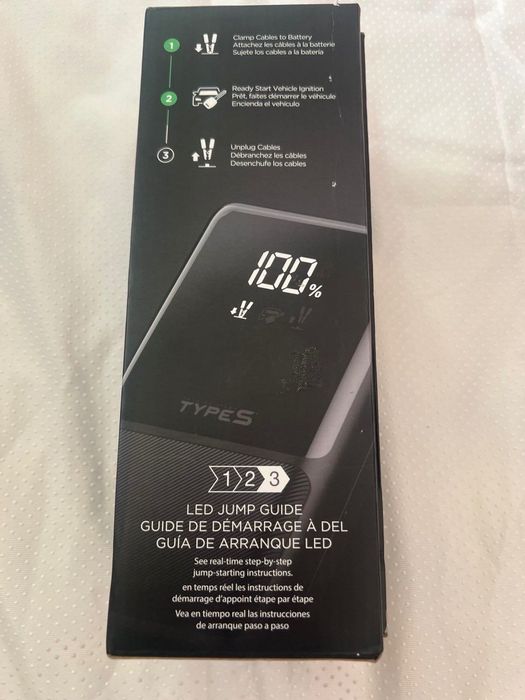 1
Clamp Cables to Battery
Attachez les câbles à la batterie
Sujete los cables a la batería
2
Ready Start Vehicle Ignition
Prêt, faites démarrer le véhicule
Encienda el vehículo
3
Unplug Cables
Débranchez les câbles
Desenchufe los cables
100%
TYPE S
1 2 3
LED JUMP GUIDE
GUIDE DE DÉMARRAGE À DEL
GUÍA DE ARRANQUE LED
See real-time step-by-step
jump-starting instructions.
en temps réel les instructions de
démarrage d'appoint étape par étape
Vea en tiempo real las instrucciones
de arranque paso a paso